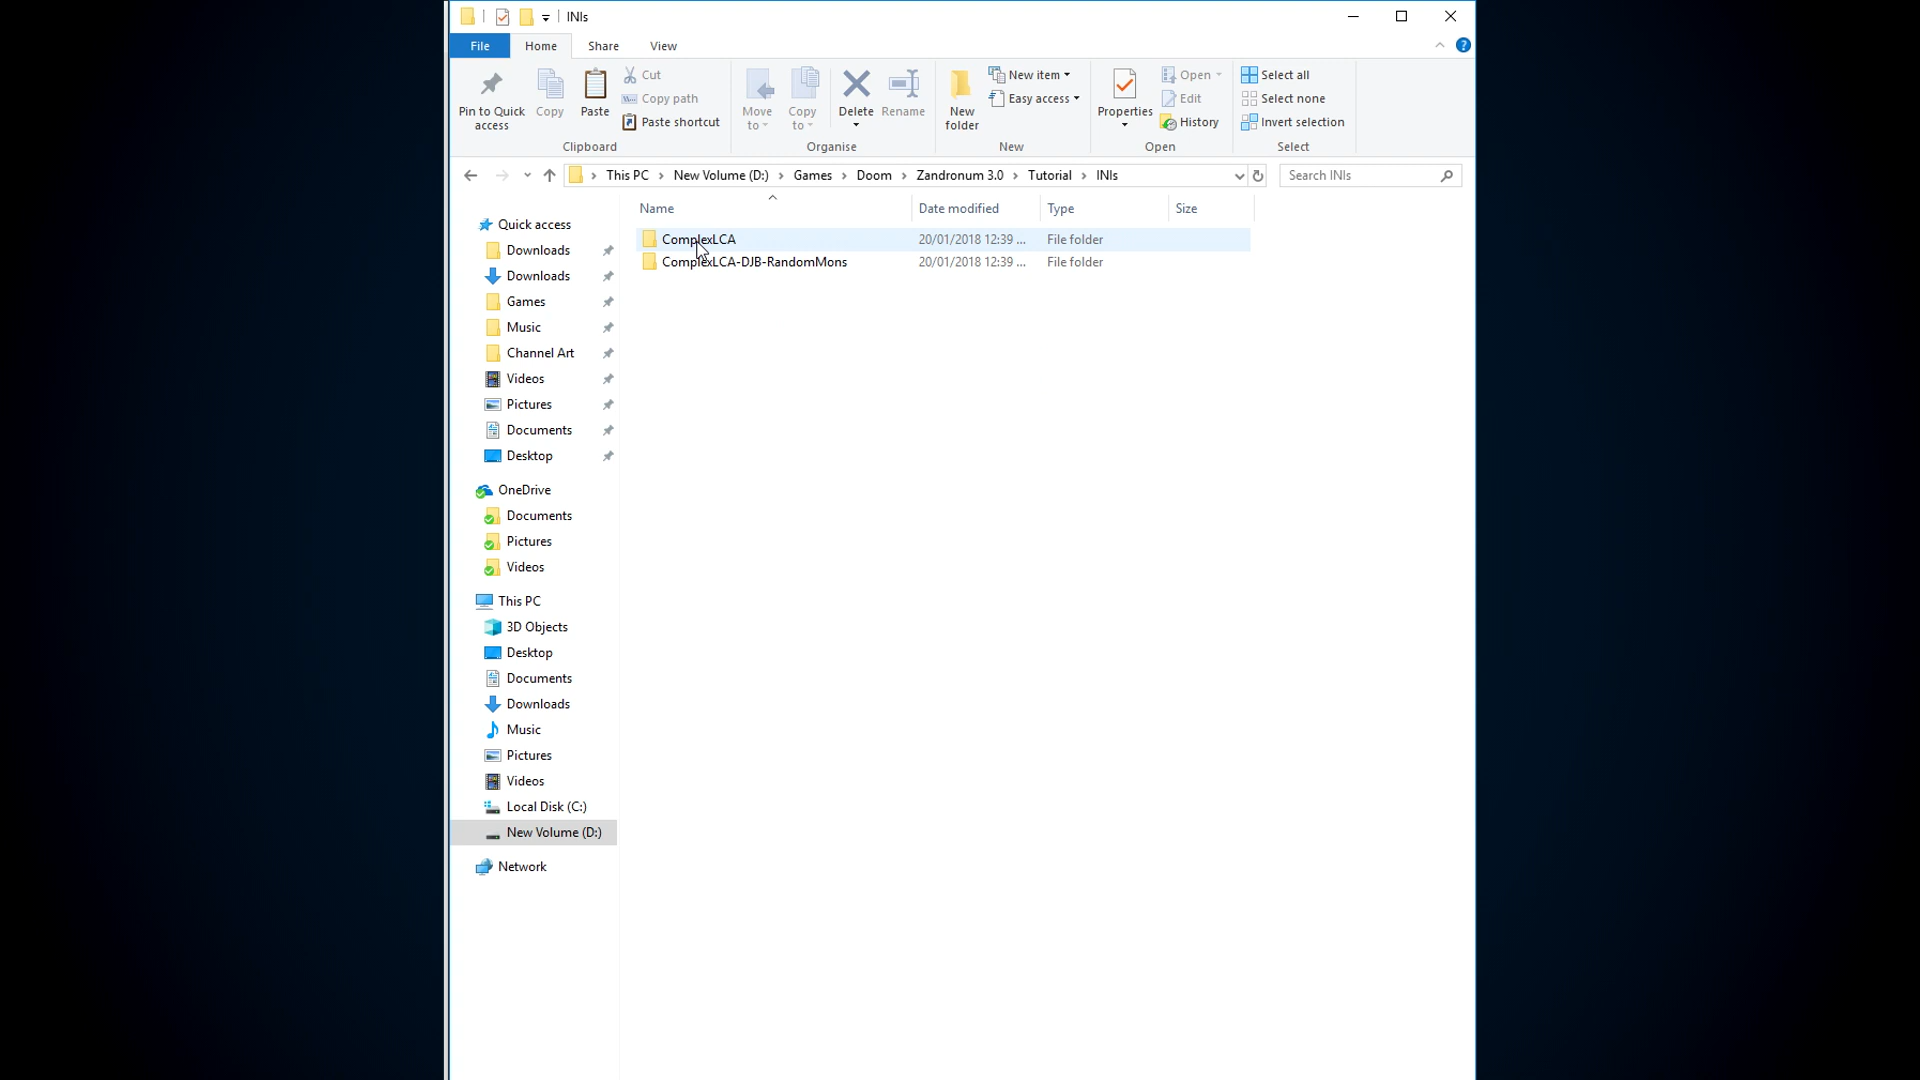 INIs
File Home Share View
Pin to Quick access
Copy
Paste
Cut
Copy path
Paste shortcut
Clipboard
Move to
Copy to
Delete
Rename
Organise
New folder
New item
Easy access
New
Properties
Open
Edit
History
Open
Select all
Select none
Invert selection
Select
This PC > New Volume (D:) > Games > Doom > Zandronum 3.0 > Tutorial > INIs
Search INIs
Name Date modified Type Size
ComplexLCA 20/01/2018 12:39 ... File folder
ComplexLCA-DJB-RandomMons 20/01/2018 12:39 ... File folder
Quick access
Downloads
Downloads
Games
Music
Channel Art
Videos
Pictures
Documents
Desktop
OneDrive
Documents
Pictures
Videos
This PC
3D Objects
Desktop
Documents
Downloads
Music
Pictures
Videos
Local Disk (C:)
New Volume (D:)
Network